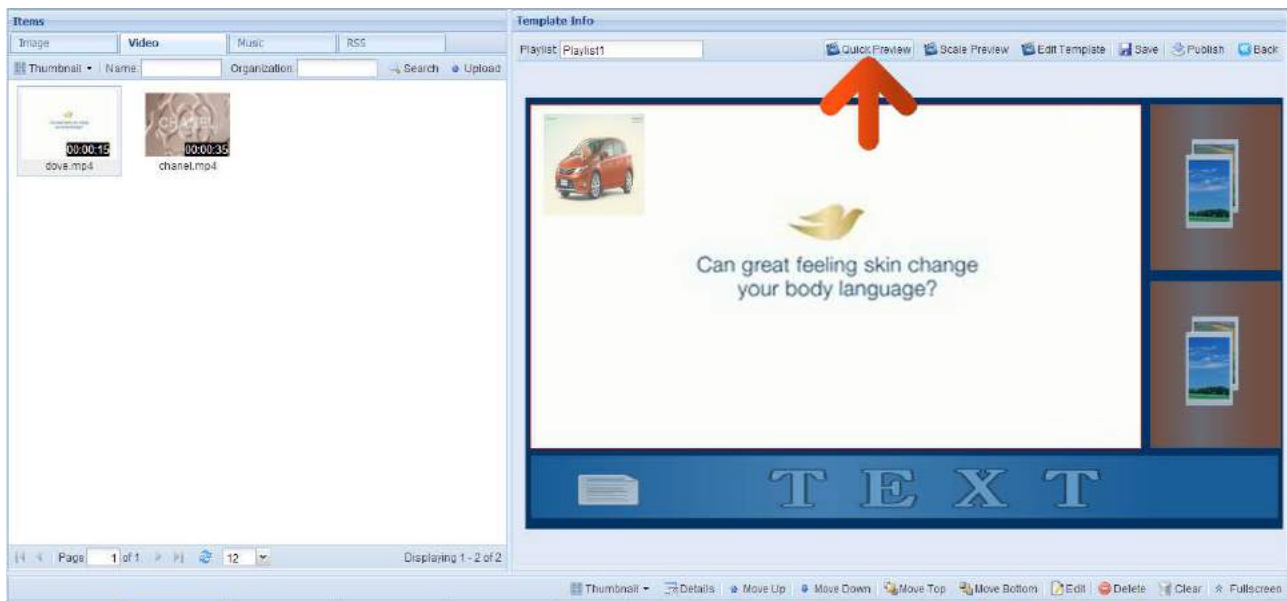 Items
Image Video Music RSS
Thumbnail Name: Organization: Search Upload
00:00:15
dove.mp4
CHANEL
00:00:35
chanel.mp4
Page 1 of 1 12 Displaying 1 - 2 of 2
Template Info
Playlist: Playlist1 Quick Preview Scale Preview Edit Template Save Publish Back
Can great feeling skin change
your body language?
TEXT
Thumbnail Details Move Up Move Down Move Top Move Bottom Edit Delete Clear Fullscreen